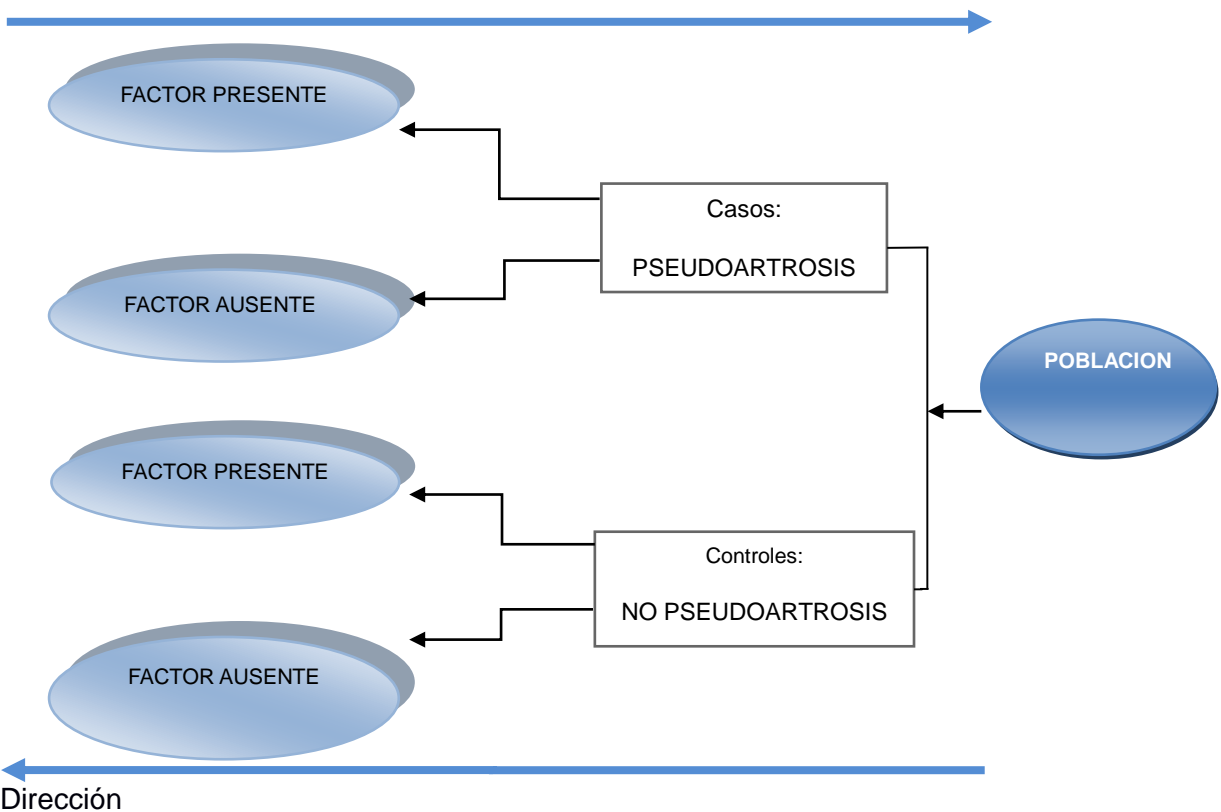 FACTOR PRESENTE
Casos:
PSEUDOARTROSIS
FACTOR AUSENTE
POBLACION
FACTOR PRESENTE
Controles:
NO PSEUDOARTROSIS
FACTOR AUSENTE
Dirección